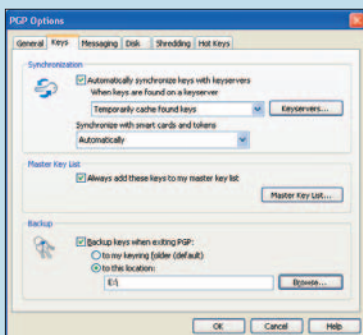 PGP Options
General Keys Messaging Disk Shredding Hot Keys
Synchronization
Automatically synchronize keys with keyservers
When keys are found on a keyserver
Temporarily cache found keys Keyservers...
Synchronize with smart cards and tokens
Automatically
Master Key List
Always add these keys to my master key list
Master Key List...
Backup
Backup keys when exiting PGP:
to my keyring folder (default)
to this location:
E:\ Browse...
OK Cancel Help